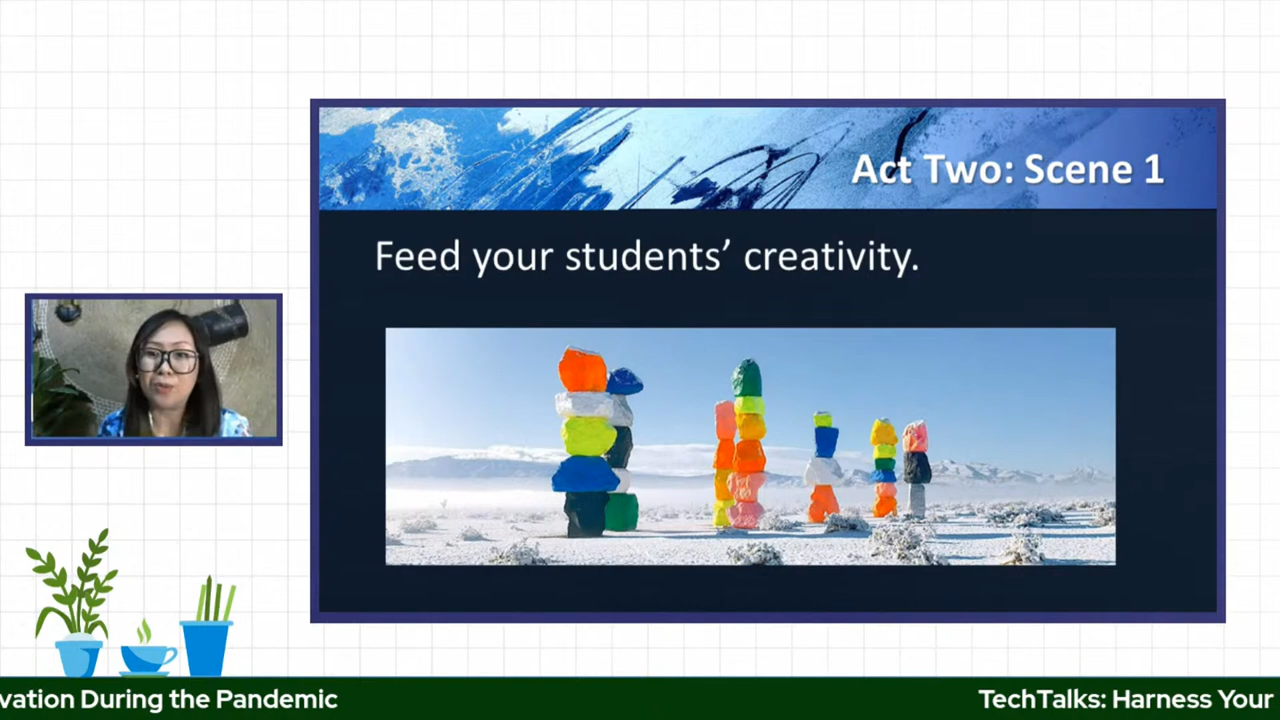 Act Two: Scene 1
Feed your students’ creativity.
vation During the Pandemic
TechTalks: Harness Your